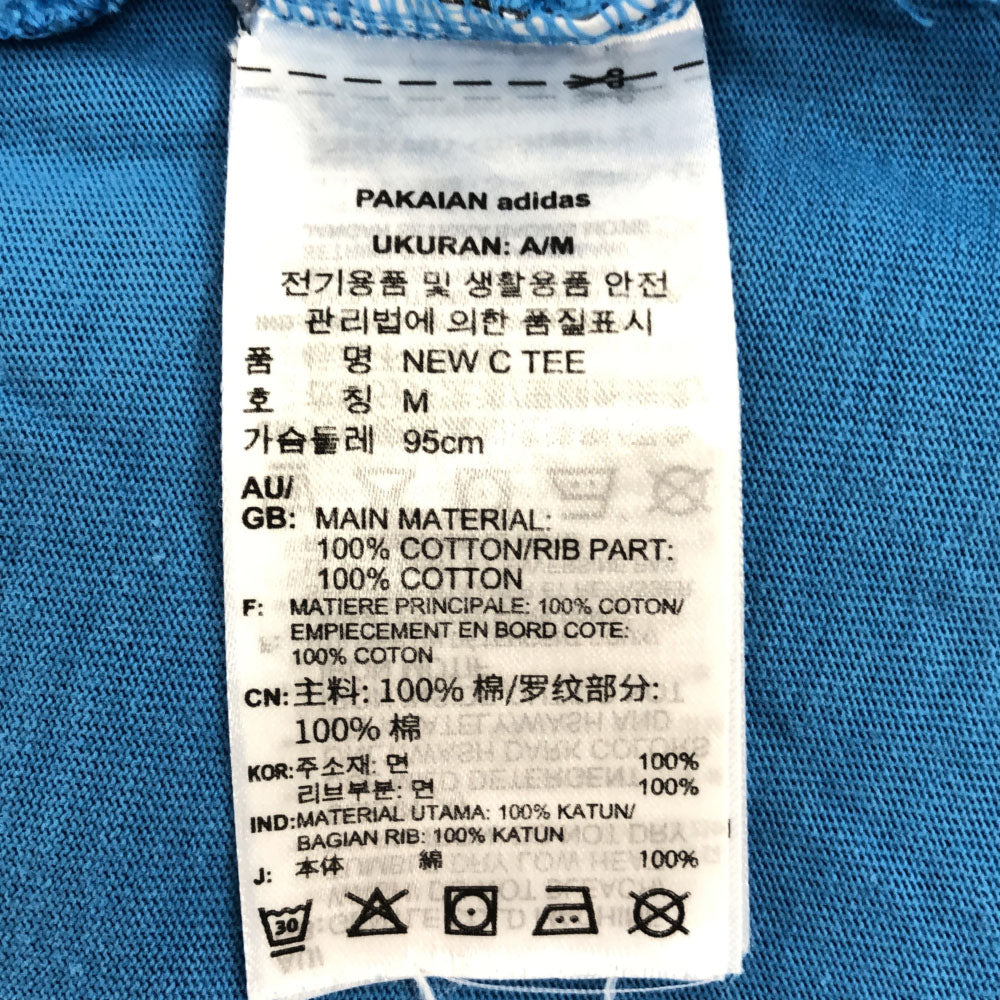 PAKAIAN adidas
UKURAN: A/M
전기용품 및 생활용품 안전
관리법에 의한 품질표시
품 명 NEW C TEE
호 칭 M
가슴둘레 95cm
AU/
GB: MAIN MATERIAL:
100% COTTON/RIB PART:
100% COTTON
F: MATIERE PRINCIPALE: 100% COTON/
EMPIECEMENT EN BORD COTE:
100% COTON
CN: 主料: 100% 棉/罗纹部分:
100% 棉
KOR: 주소재: 면 100%
리브부분: 면 100%
IND: MATERIAL UTAMA: 100% KATUN/
BAGIAN RIB: 100% KATUN
J: 本体 綿 100%
30